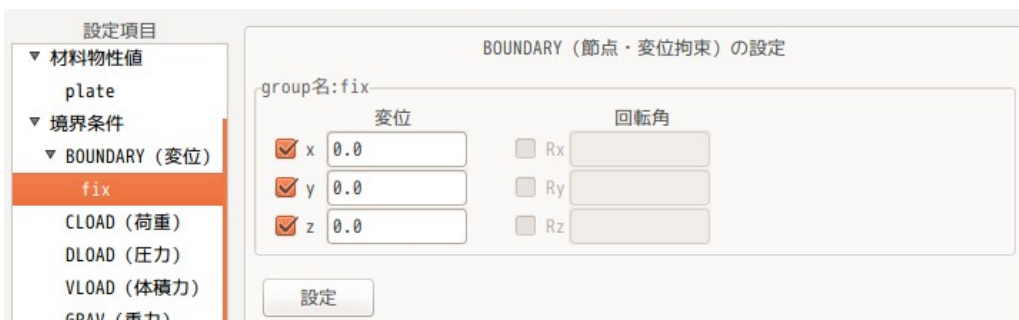 設定項目
▼ 材料物性値
plate
▼ 境界条件
▼ BOUNDARY (変位)
fix
CLOAD (荷重)
DLOAD (圧力)
VLOAD (体積力)
GRAV (重力)
BOUNDARY (節点・変位拘束) の設定
group名:fix
変位 回転角
x 0.0 Rx
y 0.0 Ry
z 0.0 Rz
設定